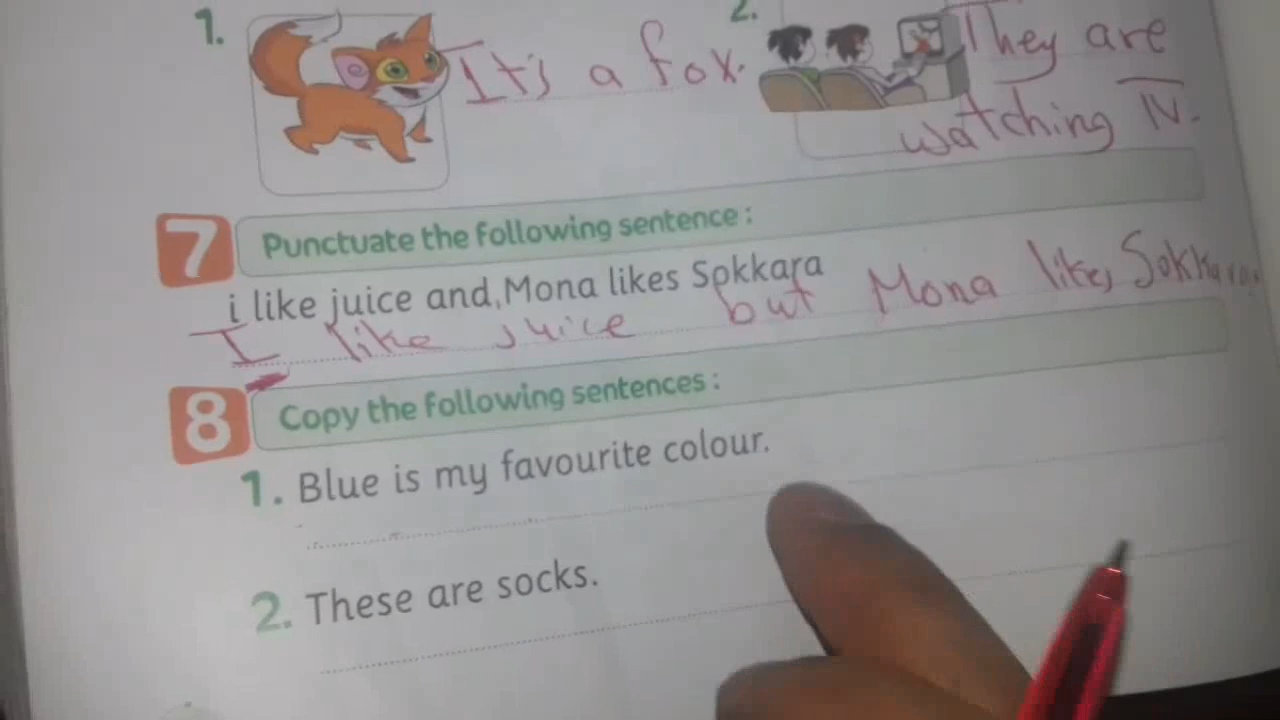 1.
It's a fox.
2.
They are
watching TV.
7 Punctuate the following sentence :
i like juice and,Mona likes Sokkara
I like juice but Mona likes Sokkara.
8 Copy the following sentences :
1. Blue is my favourite colour.
2. These are socks.